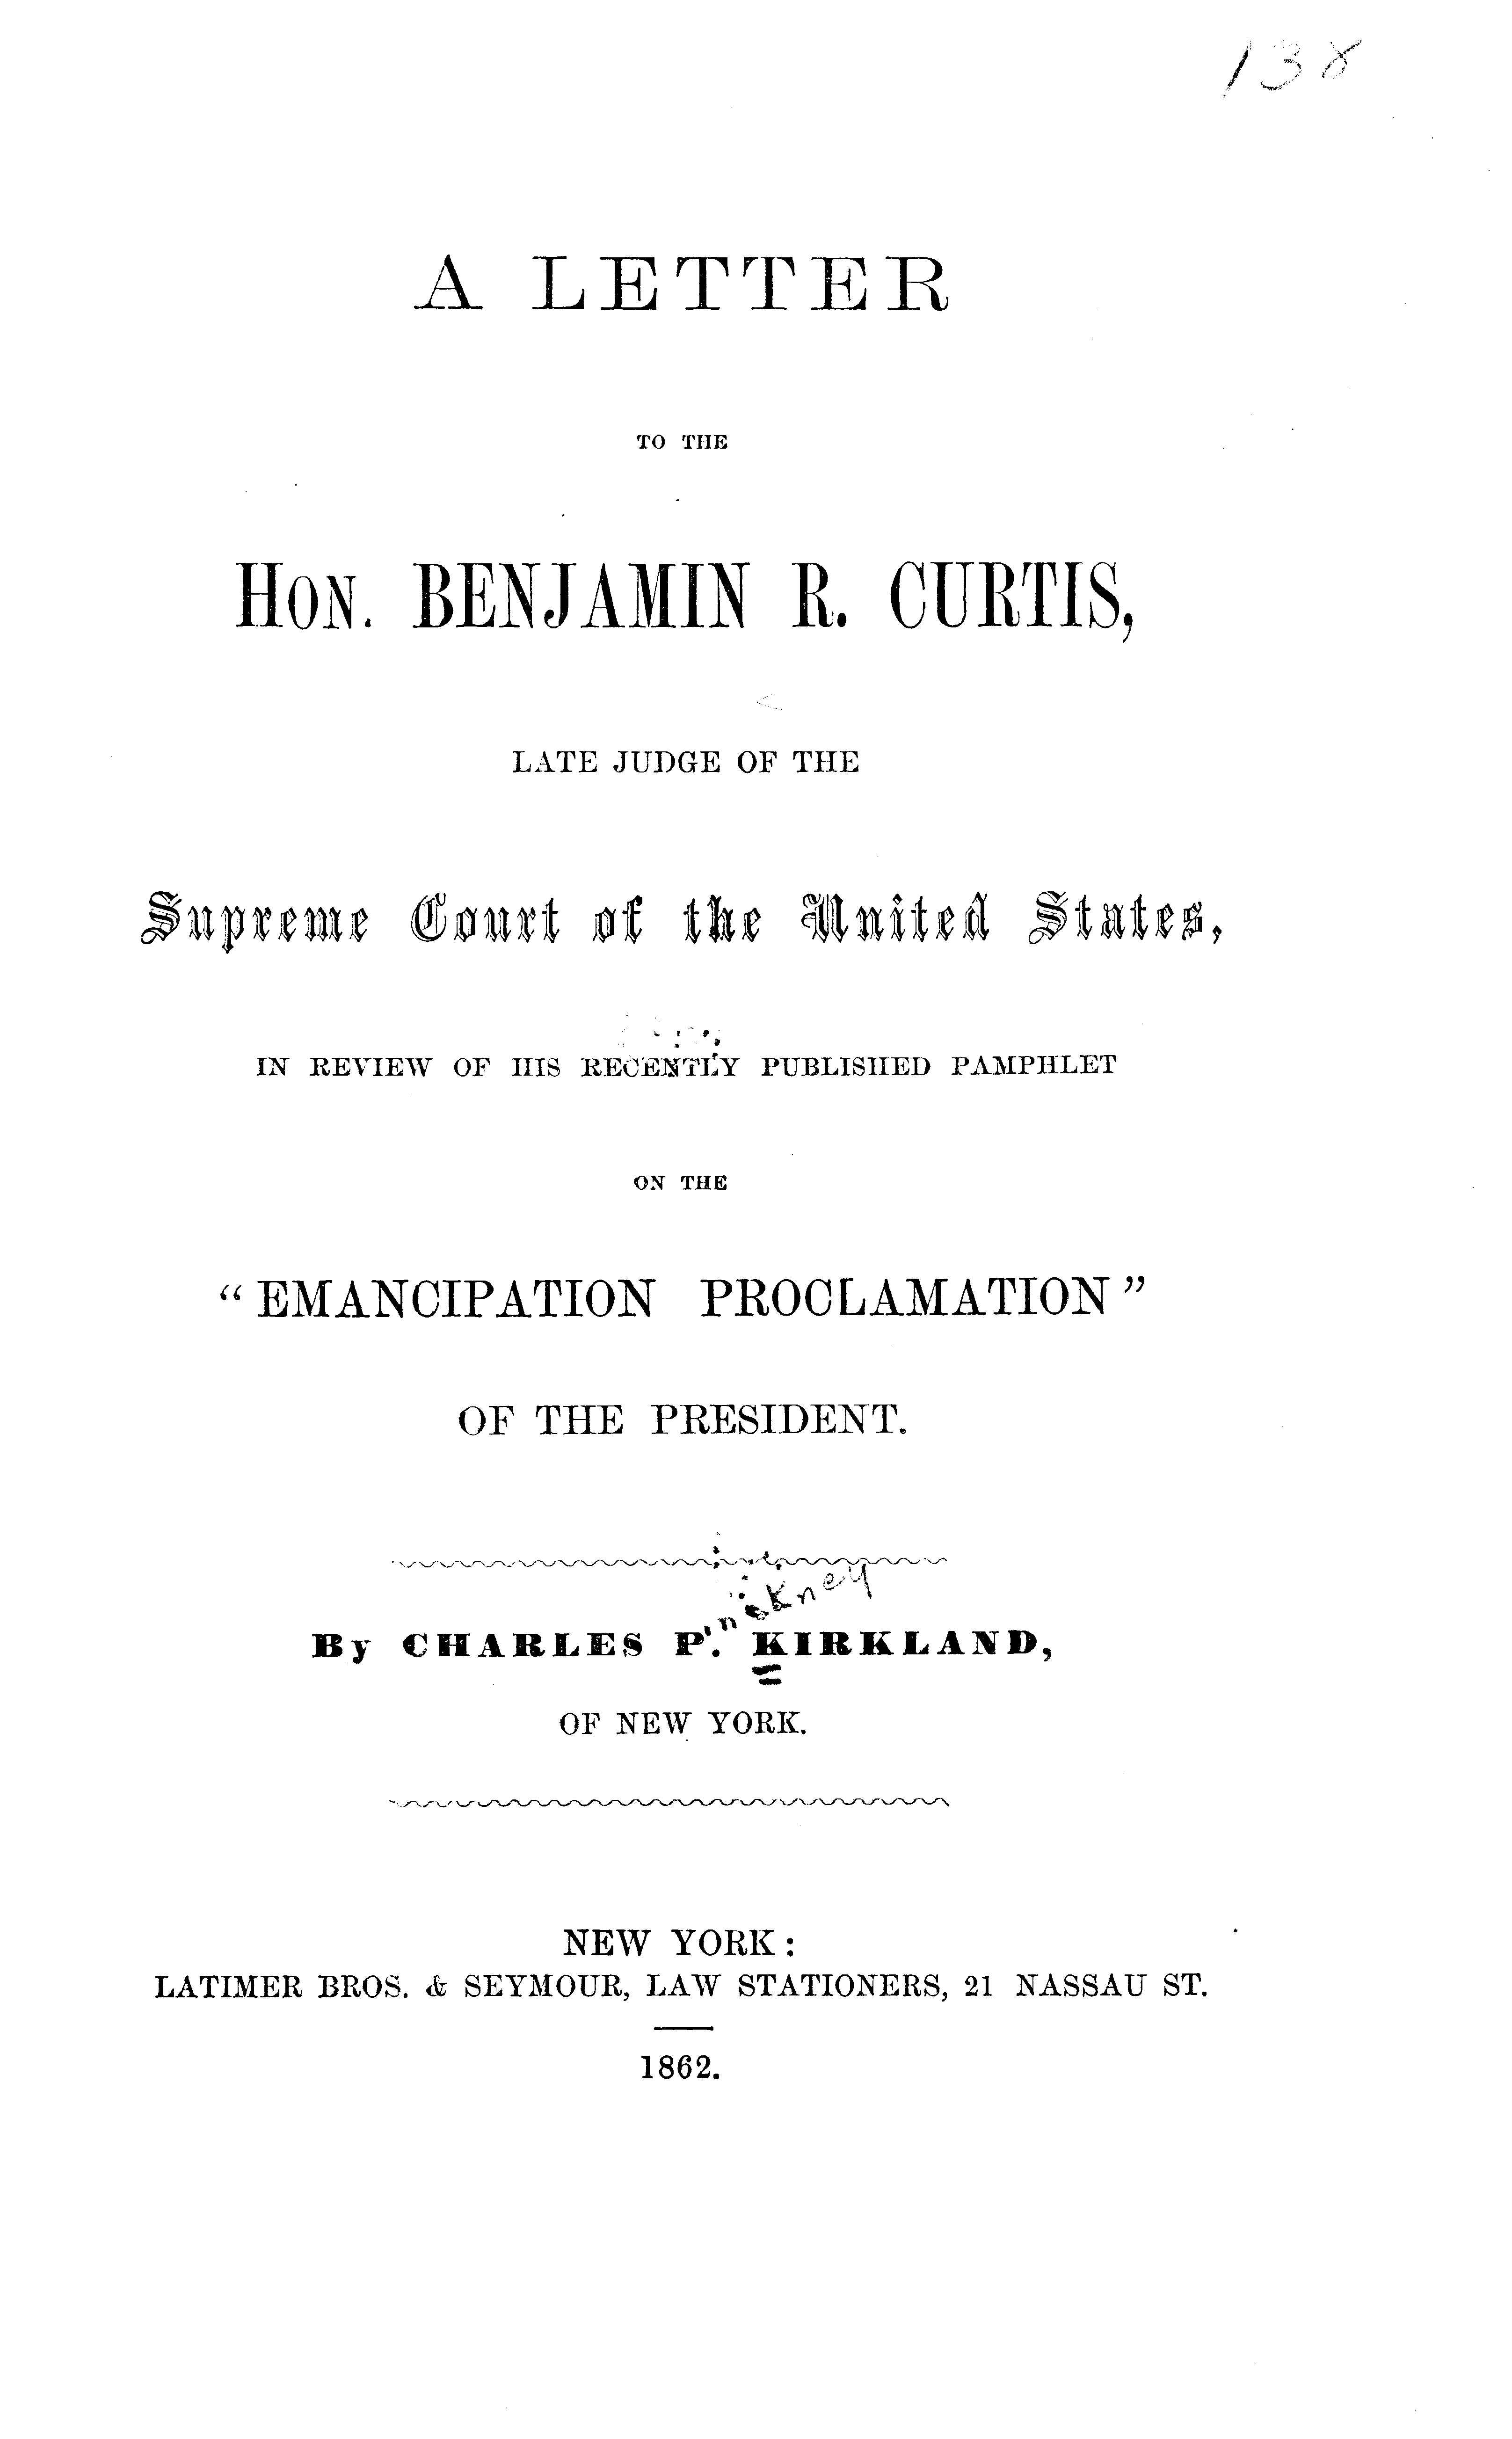 138
A LETTER
TO THE
HON. BENJAMIN R. CURTIS,
LATE JUDGE OF THE
Supreme Court of the United States,
IN REVIEW OF HIS RECENTLY PUBLISHED PAMPHLET
ON THE
"EMANCIPATION PROCLAMATION"
OF THE PRESIDENT.
By CHARLES P. KIRKLAND,
OF NEW YORK.
NEW YORK:
LATIMER BROS. & SEYMOUR, LAW STATIONERS, 21 NASSAU ST.
1862.